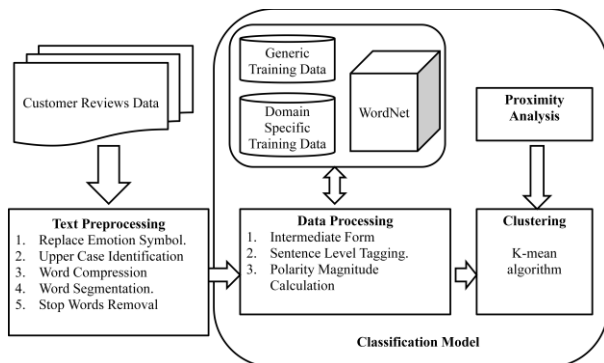 Customer Reviews Data
Generic
Training Data
Domain
Specific
Training Data
WordNet
Proximity
Analysis
Text Preprocessing
1. Replace Emotion Symbol.
2. Upper Case Identification
3. Word Compression
4. Word Segmentation.
5. Stop Words Removal
Data Processing
1. Intermediate Form
2. Sentence Level Tagging.
3. Polarity Magnitude
Calculation
Clustering
K-mean
algorithm
Classification Model